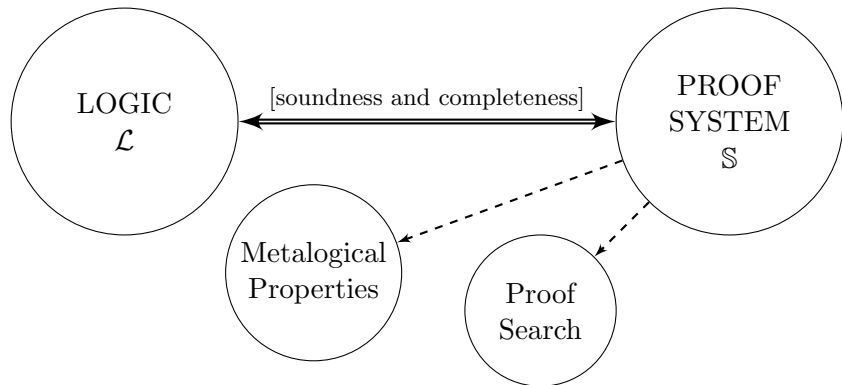 LOGIC
ℒ
[soundness and completeness]
PROOF
SYSTEM
𝕊
Metalogical
Properties
Proof
Search